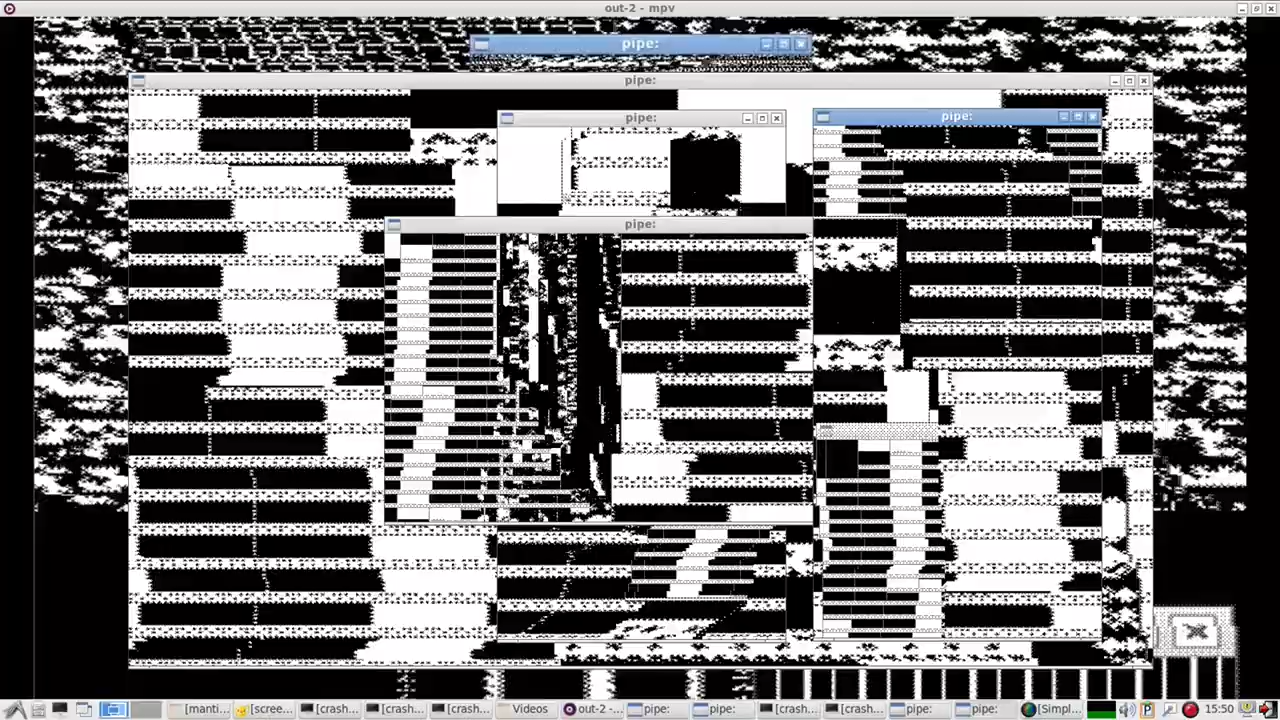 out-2 - mpv
pipe:
pipe:
pipe:
pipe:
pipe:
[manti...
[scree...
[crash...
[crash...
[crash...
Videos
out-2 -...
pipe:
pipe:
[crash...
[crash...
pipe:
pipe:
[Simpl...
P
15:50